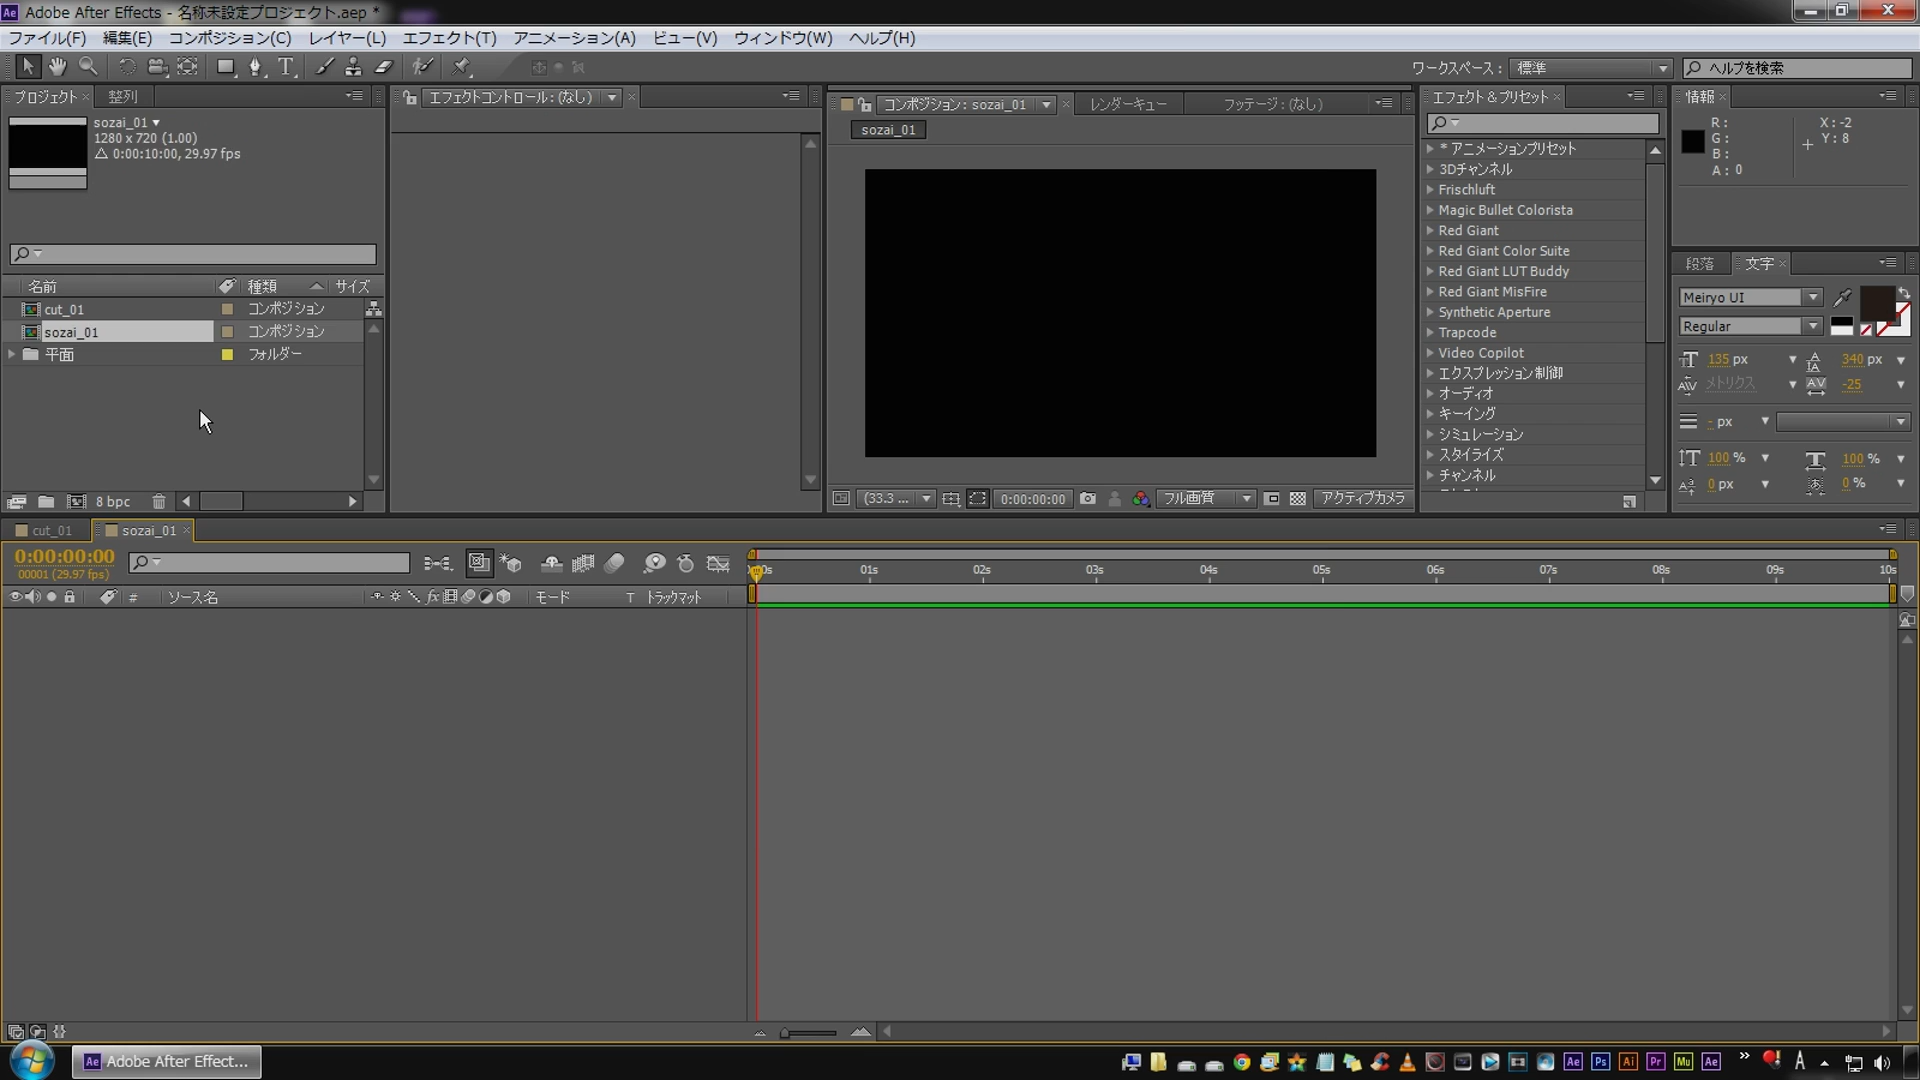 Adobe After Effects - 名称未設定プロジェクト.aep *
ファイル(F) 編集(E) コンポジション(C) レイヤー(L) エフェクト(T) アニメーション(A) ビュー(V) ウィンドウ(W) ヘルプ(H)
ワークスペース: 標準
ヘルプを検索
プロジェクト × 整列
sozai_01 ▼
1280 x 720 (1.00)
Δ 0:00:10:00, 29.97 fps
名前 種類 サイズ
cut_01 コンポジション
sozai_01 コンポジション
平面 フォルダー
8 bpc
エフェクトコントロール: (なし)
コンポジション: sozai_01 レンダーキュー フッテージ: (なし)
sozai_01
(33.3 ... 0:00:00:00 フル画質 アクティブカメラ
エフェクト&プリセット ×
* アニメーションプリセット
3Dチャンネル
Frischluft
Magic Bullet Colorista
Red Giant
Red Giant Color Suite
Red Giant LUT Buddy
Red Giant MisFire
Synthetic Aperture
Trapcode
Video Copilot
エクスプレッション制御
オーディオ
キーイング
シミュレーション
スタイライズ
チャンネル
情報 ×
R:
G:
B:
A: 0
X: -2
Y: 8
段落 文字 ×
Meiryo UI
Regular
135 px 340 px
メトリクス -25
- px
100 % 100 %
0 px 0 %
cut_01 sozai_01 ×
0:00:00:00
00001 (29.97 fps)
# ソース名 モード T トラックマット
00s 01s 02s 03s 04s 05s 06s 07s 08s 09s 10s
Ae Adobe After Effect...
Ae Ps Ai Pr Mu Ae
A